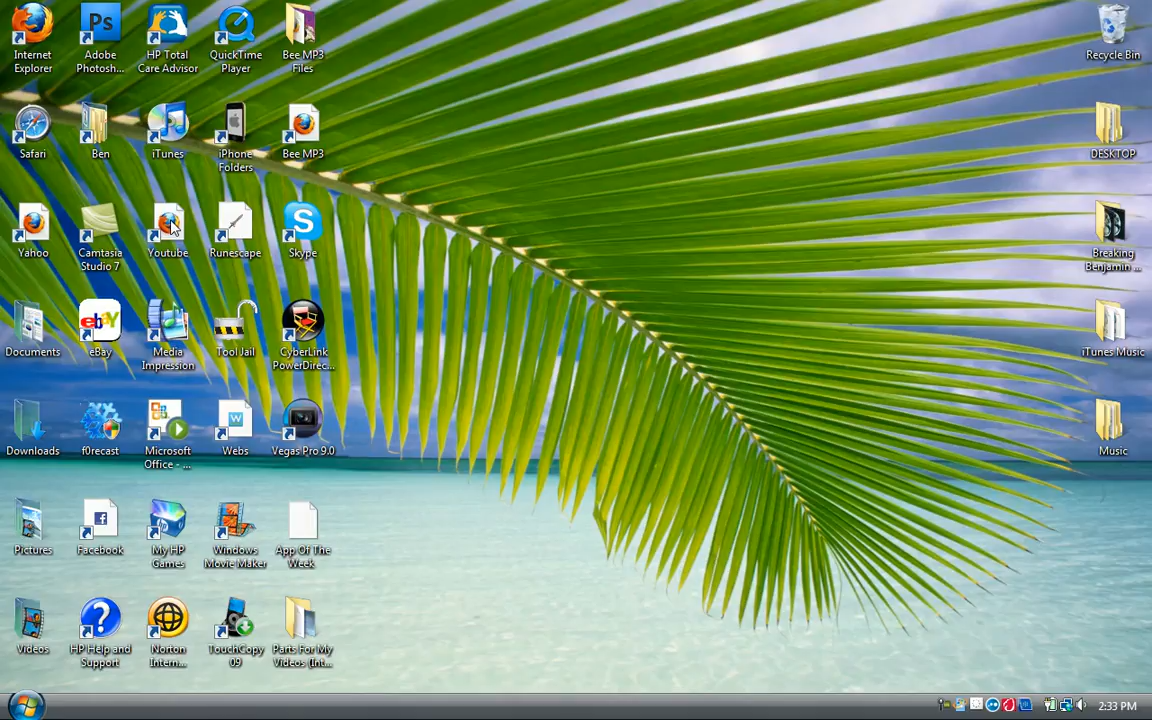 Internet
Explorer
Adobe
Photosh...
HP Total
Care Advisor
QuickTime
Player
Bee MP3
Files
Recycle Bin
Safari
Ben
iTunes
iPhone
Folders
Bee MP3
DESKTOP
Yahoo
Camtasia
Studio 7
Youtube
Runescape
Skype
Breaking
Benjamin ...
Documents
eBay
Media
Impression
Tool Jail
CyberLink
PowerDirec...
iTunes Music
Downloads
f0recast
Microsoft
Office - ...
Webs
Vegas Pro 9.0
Music
Pictures
Facebook
My HP
Games
Windows
Movie Maker
App Of The
Week
Videos
HP Help and
Support
Norton
Intern...
TouchCopy
09
Parts For My
Videos (Int...
2:33 PM